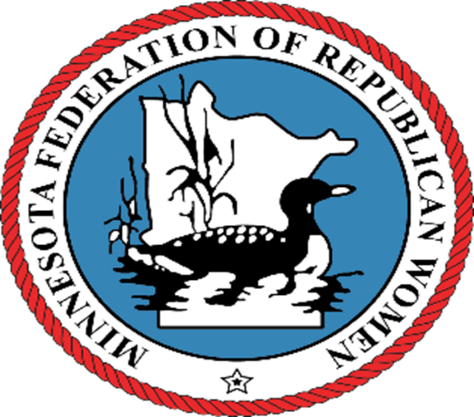 MINNESOTA FEDERATION OF REPUBLICAN WOMEN